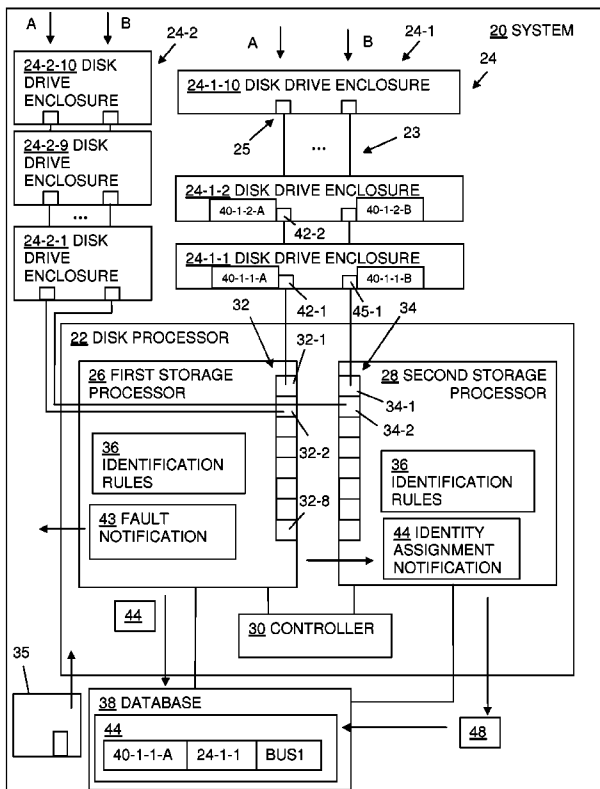 A B 24-2 A B 24-1 20 SYSTEM
24-2-10 DISK DRIVE ENCLOSURE
24-1-10 DISK DRIVE ENCLOSURE
24
25
...
23
24-2-9 DISK DRIVE ENCLOSURE
...
24-2-1 DISK DRIVE ENCLOSURE
24-1-2 DISK DRIVE ENCLOSURE
40-1-2-A
40-1-2-B
42-2
24-1-1 DISK DRIVE ENCLOSURE
40-1-1-A
40-1-1-B
42-1
45-1
22 DISK PROCESSOR
32
32-1
34
26 FIRST STORAGE PROCESSOR
28 SECOND STORAGE PROCESSOR
34-1
34-2
32-2
36 IDENTIFICATION RULES
36 IDENTIFICATION RULES
32-8
43 FAULT NOTIFICATION
44 IDENTITY ASSIGNMENT NOTIFICATION
44
30 CONTROLLER
35
38 DATABASE
44
40-1-1-A 24-1-1 BUS1
48